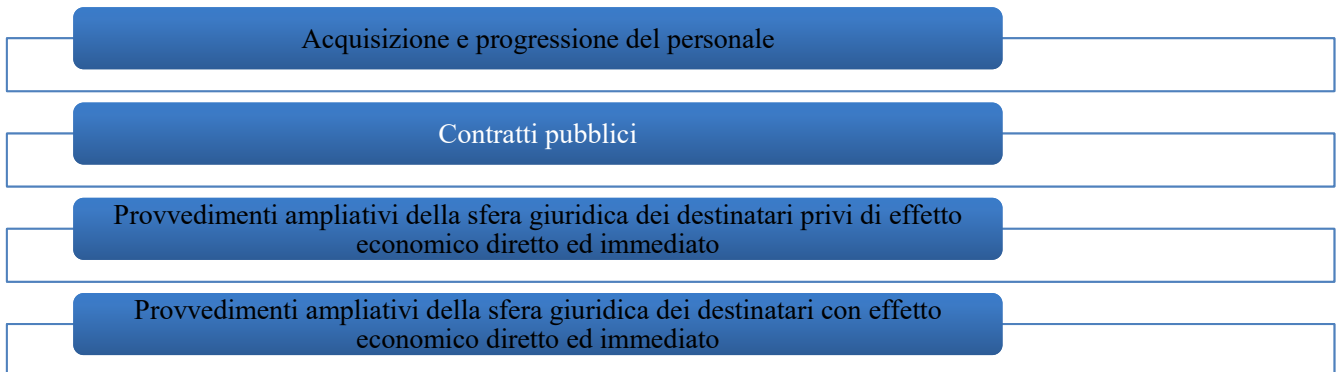 Acquisizione e progressione del personale
Contratti pubblici
Provvedimenti ampliativi della sfera giuridica dei destinatari privi di effetto
economico diretto ed immediato
Provvedimenti ampliativi della sfera giuridica dei destinatari con effetto
economico diretto ed immediato